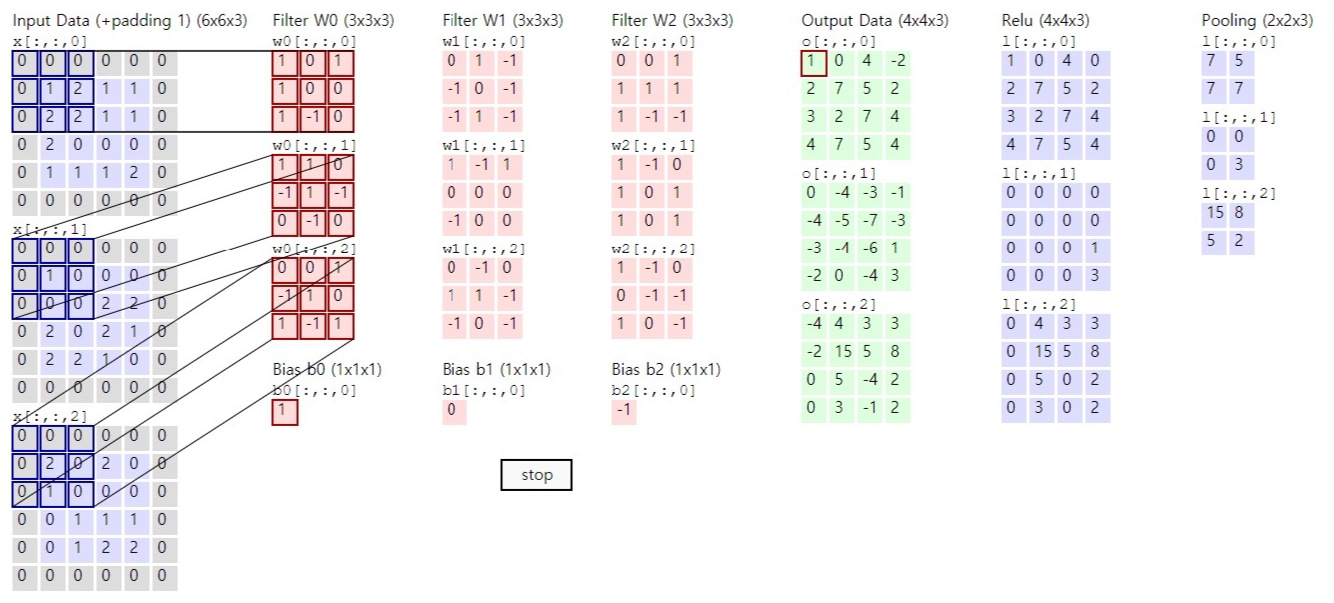 Input Data (+padding 1) (6x6x3)
x[:,:,0]
0 0 0 0 0 0
0 1 2 1 1 0
0 2 2 1 1 0
0 2 0 0 0 0
0 1 1 1 2 0
0 0 0 0 0 0
x[:,:,1]
0 0 0 0 0 0
0 1 0 0 0 0
0 0 0 2 2 0
0 2 0 2 1 0
0 2 2 1 0 0
0 0 0 0 0 0
x[:,:,2]
0 0 0 0 0 0
0 2 0 2 0 0
0 1 0 0 0 0
0 0 1 1 1 0
0 0 1 2 2 0
0 0 0 0 0 0
Filter W0 (3x3x3)
w0[:,:,0]
1 0 1
1 0 0
1 -1 0
w0[:,:,1]
1 1 0
-1 1 -1
0 -1 0
w0[:,:,2]
0 0 1
-1 1 0
1 -1 1
Bias b0 (1x1x1)
b0[:,:,0]
1
Filter W1 (3x3x3)
w1[:,:,0]
0 1 -1
-1 0 -1
-1 1 -1
w1[:,:,1]
1 -1 1
0 0 0
-1 0 0
w1[:,:,2]
0 -1 0
1 1 -1
-1 0 -1
Bias b1 (1x1x1)
b1[:,:,0]
0
Filter W2 (3x3x3)
w2[:,:,0]
0 0 1
1 1 1
1 -1 -1
w2[:,:,1]
1 -1 0
1 0 1
1 0 1
w2[:,:,2]
1 -1 0
0 -1 -1
1 0 -1
Bias b2 (1x1x1)
b2[:,:,0]
-1
stop
Output Data (4x4x3)
o[:,:,0]
1 0 4 -2
2 7 5 2
3 2 7 4
4 7 5 4
o[:,:,1]
0 -4 -3 -1
-4 -5 -7 -3
-3 -4 -6 1
-2 0 -4 3
o[:,:,2]
-4 4 3 3
-2 15 5 8
0 5 -4 2
0 3 -1 2
Relu (4x4x3)
l[:,:,0]
1 0 4 0
2 7 5 2
3 2 7 4
4 7 5 4
l[:,:,1]
0 0 0 0
0 0 0 0
0 0 0 1
0 0 0 3
l[:,:,2]
0 4 3 3
0 15 5 8
0 5 0 2
0 3 0 2
Pooling (2x2x3)
l[:,:,0]
7 5
7 7
l[:,:,1]
0 0
0 3
l[:,:,2]
15 8
5 2